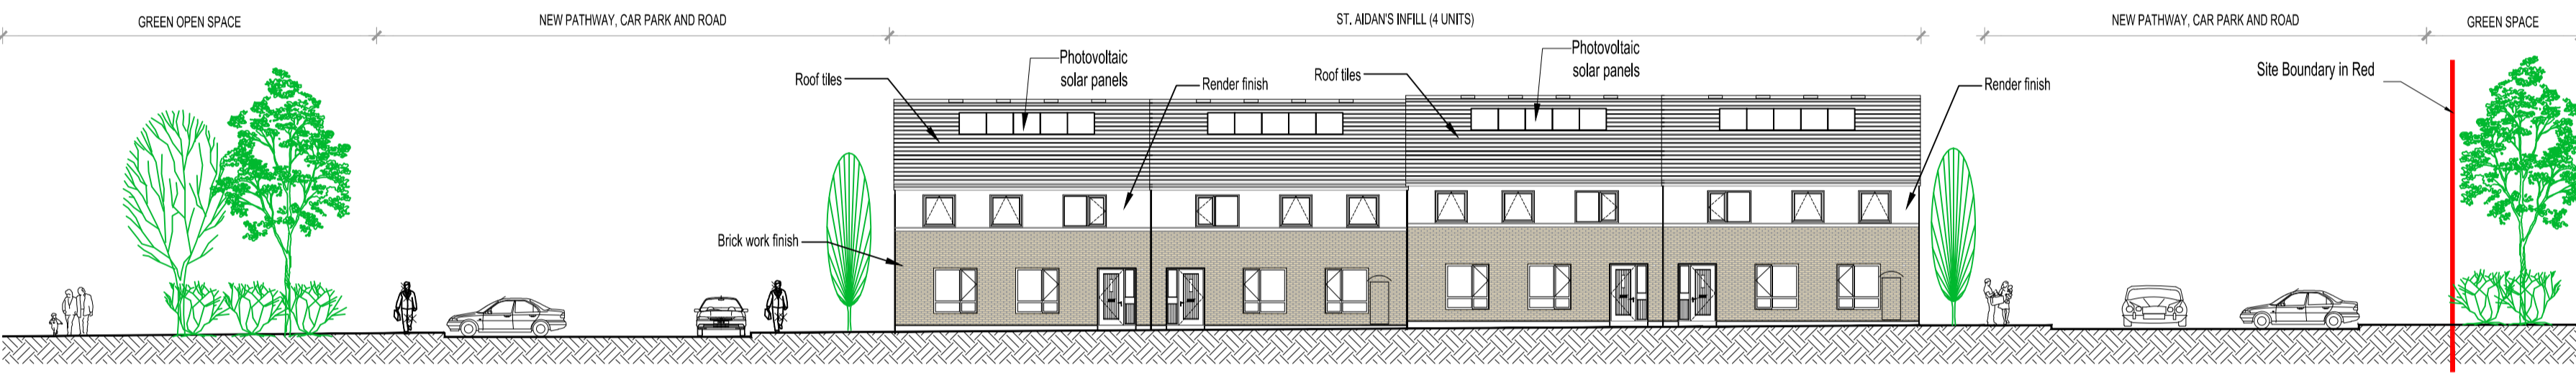 GREEN OPEN SPACE
NEW PATHWAY, CAR PARK AND ROAD
ST. AIDAN'S INFILL (4 UNITS)
NEW PATHWAY, CAR PARK AND ROAD
GREEN SPACE
Roof tiles
Photovoltaic
solar panels
Render finish
Roof tiles
Photovoltaic
solar panels
Render finish
Site Boundary in Red
Brick work finish